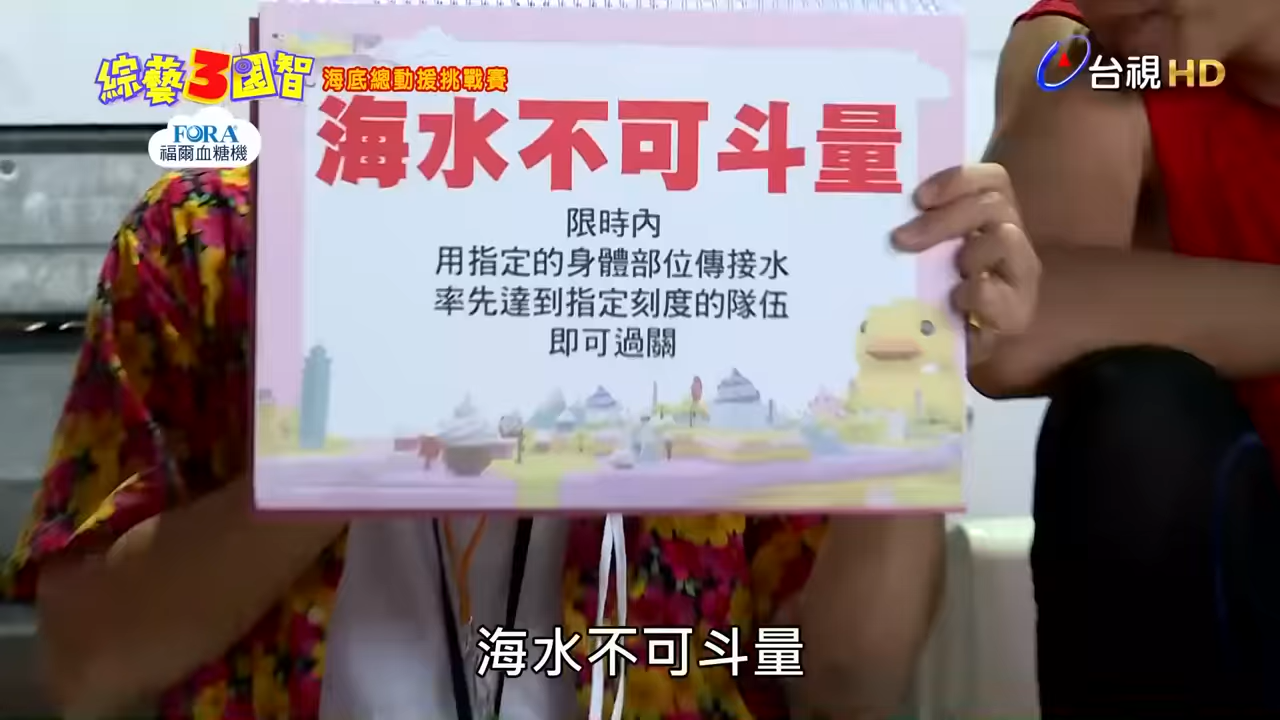 綜藝3國智
海底總動援挑戰賽
台視HD
FORA
福爾血糖機
海水不可斗量
限時內
用指定的身體部位傳接水
率先達到指定刻度的隊伍
即可過關
海水不可斗量